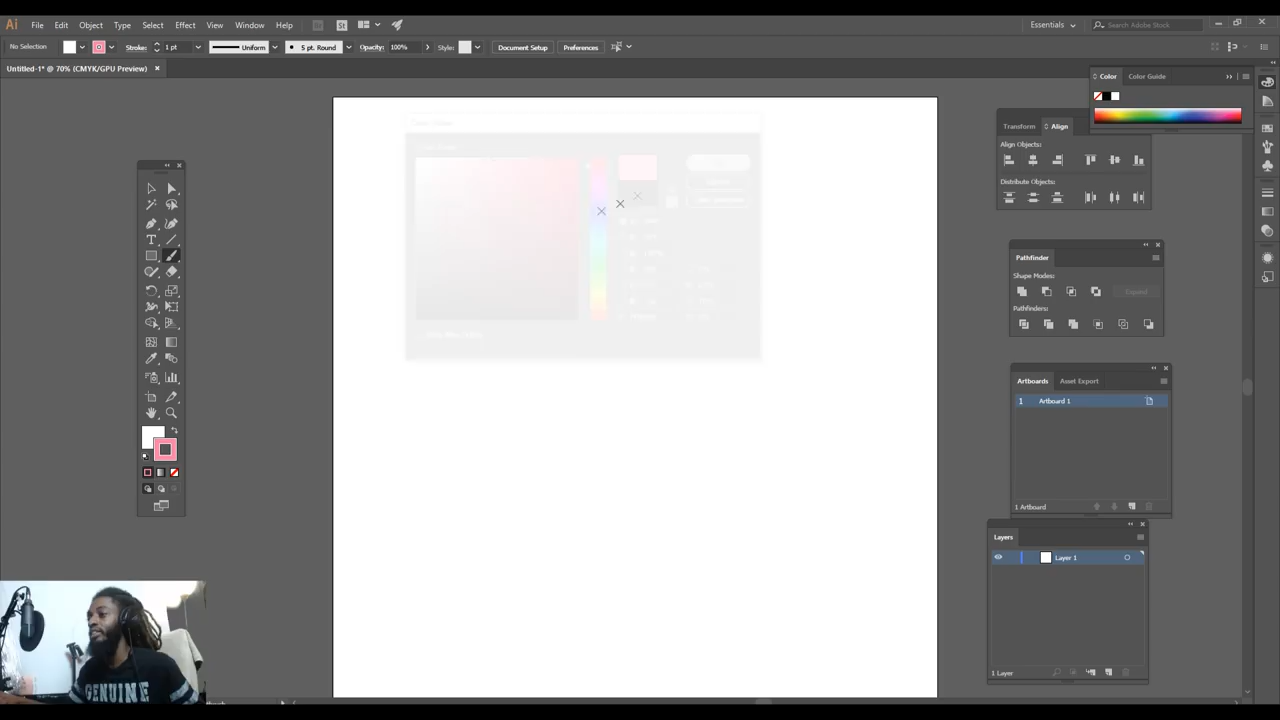 Ai File Edit Object Type Select Effect View Window Help Br St Essentials Search Adobe Stock
No Selection Stroke: 1 pt Uniform 5 pt. Round Opacity: 100% Style: Document Setup Preferences
Untitled-1* @ 70% (CMYK/GPU Preview)
Color Color Guide
Transform Align
Align Objects:
Distribute Objects:
Pathfinder
Shape Modes:
Expand
Pathfinders:
Artboards Asset Export
1 Artboard 1
1 Artboard
Layers
Layer 1
1 Layer
GENUINE